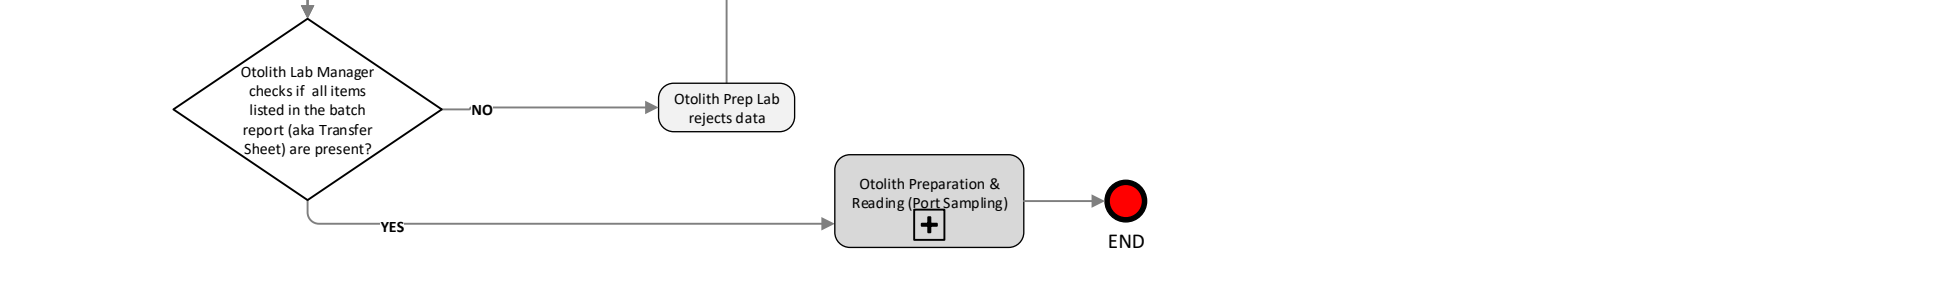 Otolith Lab Manager
checks if  all items
listed in the batch
report (aka Transfer
Sheet) are present?
NO
Otolith Prep Lab
rejects data
YES
Otolith Preparation &
Reading (Port Sampling)
END